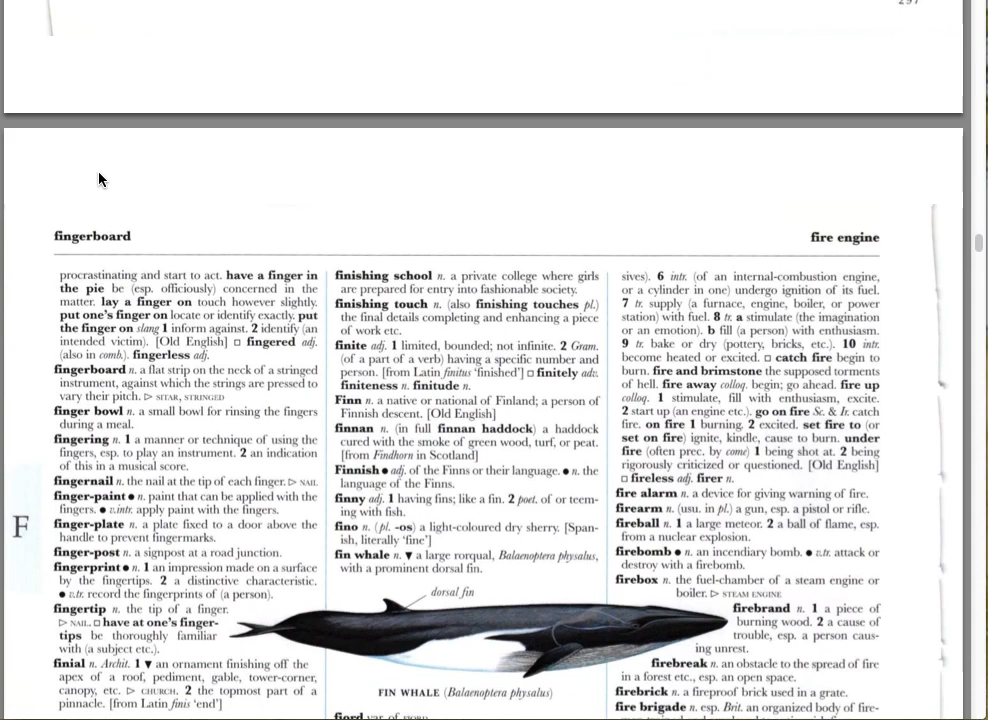 297
fingerboard
fire engine
procrastinating and start to act. have a finger in
the pie be (esp. officiously) concerned in the
matter. lay a finger on touch however slightly.
put one's finger on locate or identify exactly. put
the finger on slang 1 inform against. 2 identify (an
intended victim). [Old English] □ fingered adj.
(also in comb.). fingerless adj.
fingerboard n. a flat strip on the neck of a stringed
instrument, against which the strings are pressed to
vary their pitch. ▷ SITAR, STRINGED
finger bowl n. a small bowl for rinsing the fingers
during a meal.
fingering n. 1 a manner or technique of using the
fingers, esp. to play an instrument. 2 an indication
of this in a musical score.
fingernail n. the nail at the tip of each finger. ▷ NAIL
finger-paint ● n. paint that can be applied with the
fingers. ● v.intr. apply paint with the fingers.
finger-plate n. a plate fixed to a door above the
handle to prevent fingermarks.
finger-post n. a signpost at a road junction.
fingerprint ● n. 1 an impression made on a surface
by the fingertips. 2 a distinctive characteristic.
● v.tr. record the fingerprints of (a person).
fingertip n. the tip of a finger.
▷ NAIL. □ have at one's finger-
tips be thoroughly familiar
with (a subject etc.).
finial n. Archit. 1 ▼ an ornament finishing off the
apex of a roof, pediment, gable, tower-corner,
canopy, etc. ▷ CHURCH. 2 the topmost part of a
pinnacle. [from Latin finis 'end']
F
finishing school n. a private college where girls
are prepared for entry into fashionable society.
finishing touch n. (also finishing touches pl.)
the final details completing and enhancing a piece
of work etc.
finite adj. 1 limited, bounded; not infinite. 2 Gram.
(of a part of a verb) having a specific number and
person. [from Latin finitus 'finished'] □ finitely adv.
finiteness n. finitude n.
Finn n. a native or national of Finland; a person of
Finnish descent. [Old English]
finnan n. (in full finnan haddock) a haddock
cured with the smoke of green wood, turf, or peat.
[from Findhorn in Scotland]
Finnish ● adj. of the Finns or their language. ● n. the
language of the Finns.
finny adj. 1 having fins; like a fin. 2 poet. of or teem-
ing with fish.
fino n. (pl. -os) a light-coloured dry sherry. [Span-
ish, literally 'fine']
fin whale n. ▼ a large rorqual, Balaenoptera physalus,
with a prominent dorsal fin.
dorsal fin
FIN WHALE (Balaenoptera physalus)
fiord var. of FJORD.
sives). 6 intr. (of an internal-combustion engine,
or a cylinder in one) undergo ignition of its fuel.
7 tr. supply (a furnace, engine, boiler, or power
station) with fuel. 8 tr. a stimulate (the imagination
or an emotion). b fill (a person) with enthusiasm.
9 tr. bake or dry (pottery, bricks, etc.). 10 intr.
become heated or excited. □ catch fire begin to
burn. fire and brimstone the supposed torments
of hell. fire away colloq. begin; go ahead. fire up
colloq. 1 stimulate, fill with enthusiasm, excite.
2 start up (an engine etc.). go on fire Sc. & Ir. catch
fire. on fire 1 burning. 2 excited. set fire to (or
set on fire) ignite, kindle, cause to burn. under
fire (often prec. by come) 1 being shot at. 2 being
rigorously criticized or questioned. [Old English]
□ fireless adj. firer n.
fire alarm n. a device for giving warning of fire.
firearm n. (usu. in pl.) a gun, esp. a pistol or rifle.
fireball n. 1 a large meteor. 2 a ball of flame, esp.
from a nuclear explosion.
firebomb ● n. an incendiary bomb. ● v.tr. attack or
destroy with a firebomb.
firebox n. the fuel-chamber of a steam engine or
boiler. ▷ STEAM ENGINE
firebrand n. 1 a piece of
burning wood. 2 a cause of
trouble, esp. a person caus-
ing unrest.
firebreak n. an obstacle to the spread of fire
in a forest etc., esp. an open space.
firebrick n. a fireproof brick used in a grate.
fire brigade n. esp. Brit. an organized body of fire-